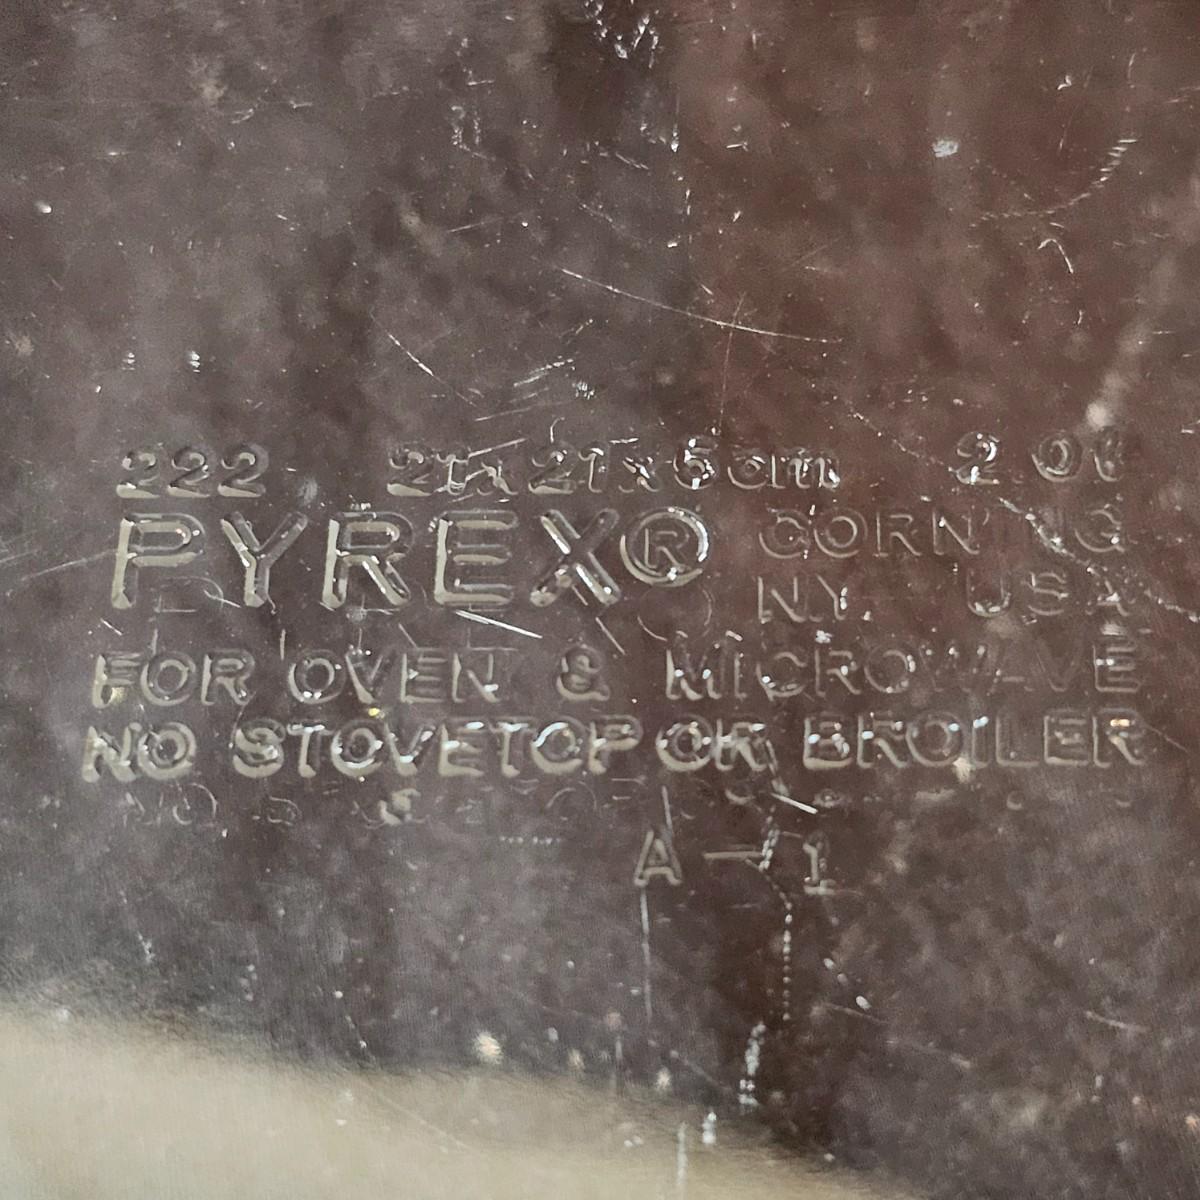 222 21x21x5cm 2.0ℓ
PYREX® CORNING
NY. USA
FOR OVEN & MICROWAVE
NO STOVETOP OR BROILER
A-1